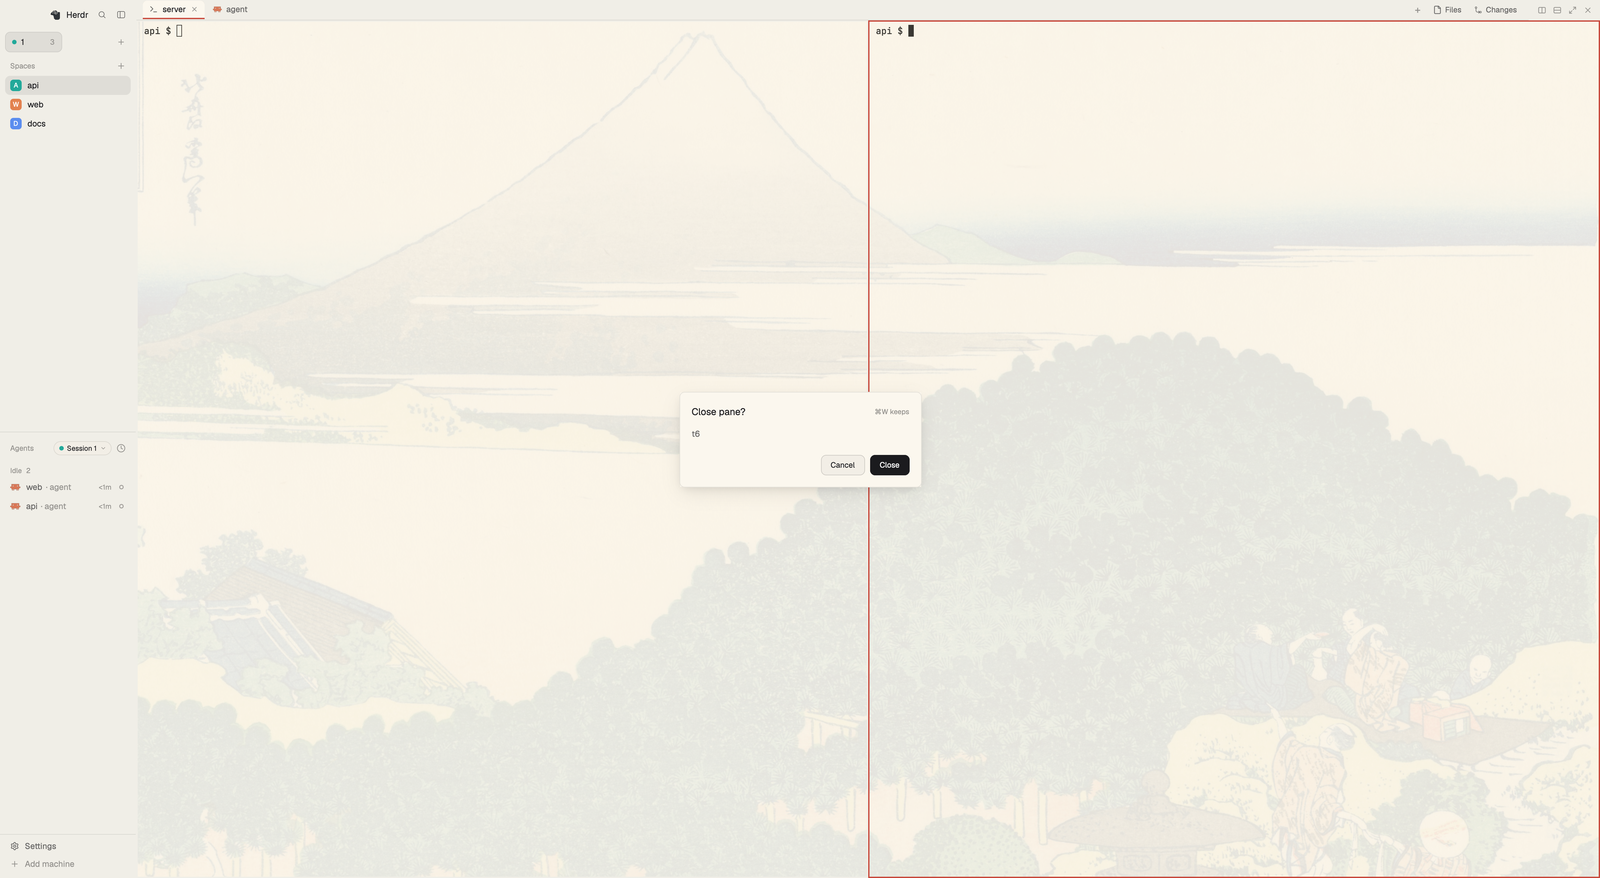 Herdr
1 3
Spaces
A api
W web
D docs
Agents Session 1
Idle 2
web · agent <1m
api · agent <1m
Settings
Add machine
server
agent
Files
Changes
api $
api $
Close pane?
⌘W keeps
t6
Cancel
Close